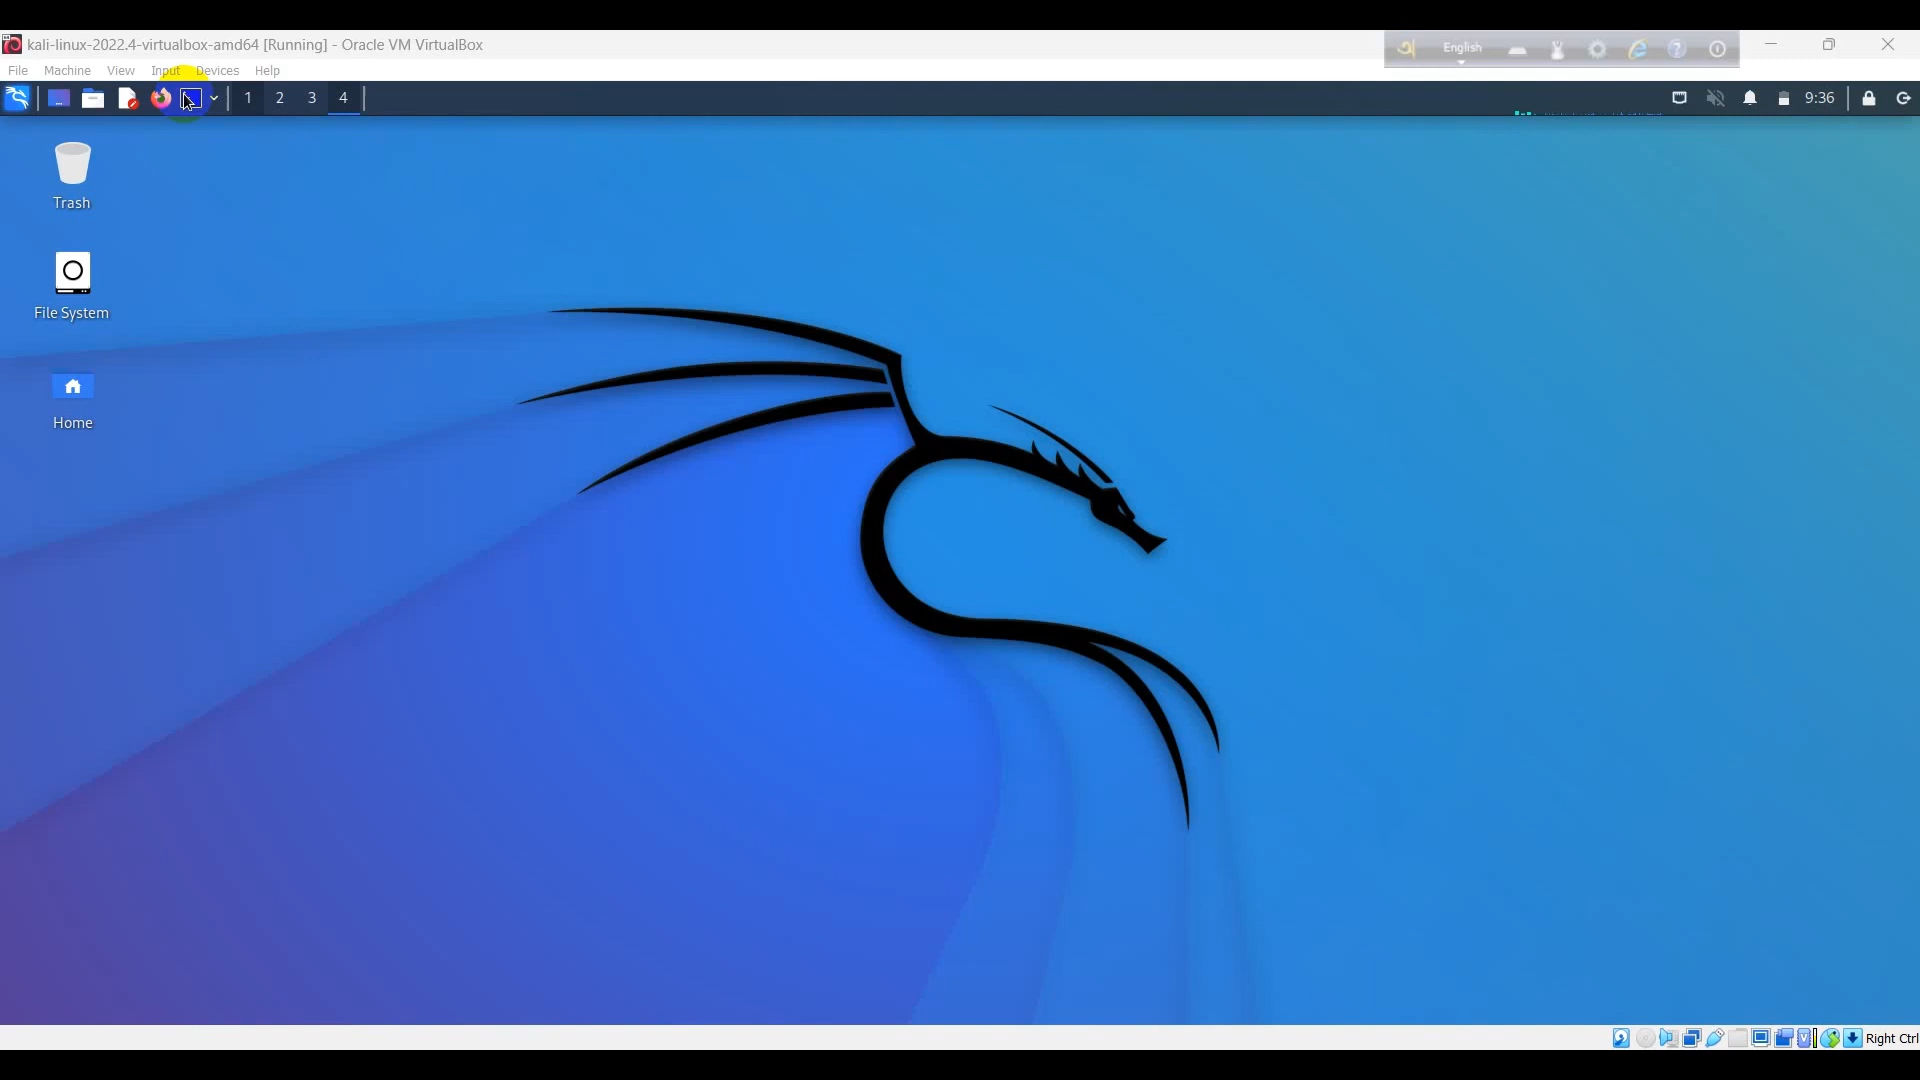 kali-linux-2022.4-virtualbox-amd64 [Running] - Oracle VM VirtualBox
English
File Machine View Input Devices Help
1 2 3 4
9:36
Trash
File System
Home
Right Ctrl